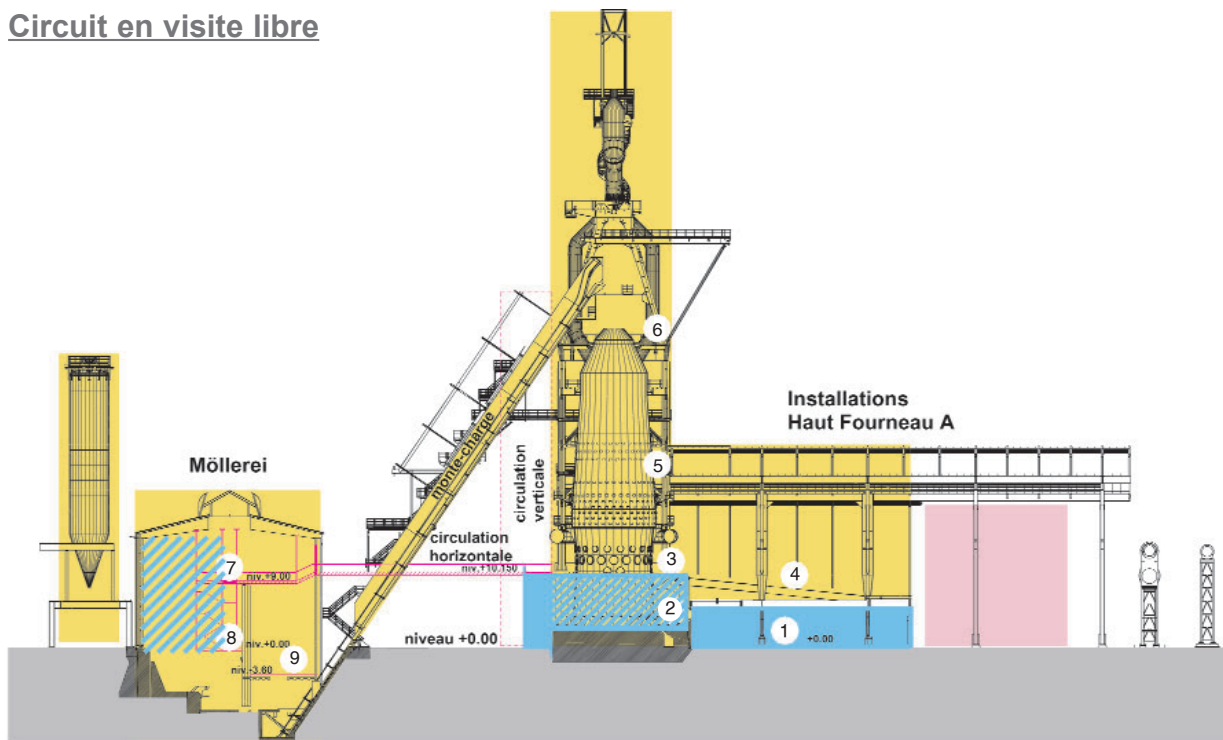 Circuit en visite libre
6
Installations
Haut Fourneau A
Möllerei
monte-charge
circulation
verticale
5
circulation
horizontale
niv.+10.150
7
niv.+9.00
3
4
2
8
niv.+0.00
niveau +0.00
1
+0.00
9
niv.-3.60